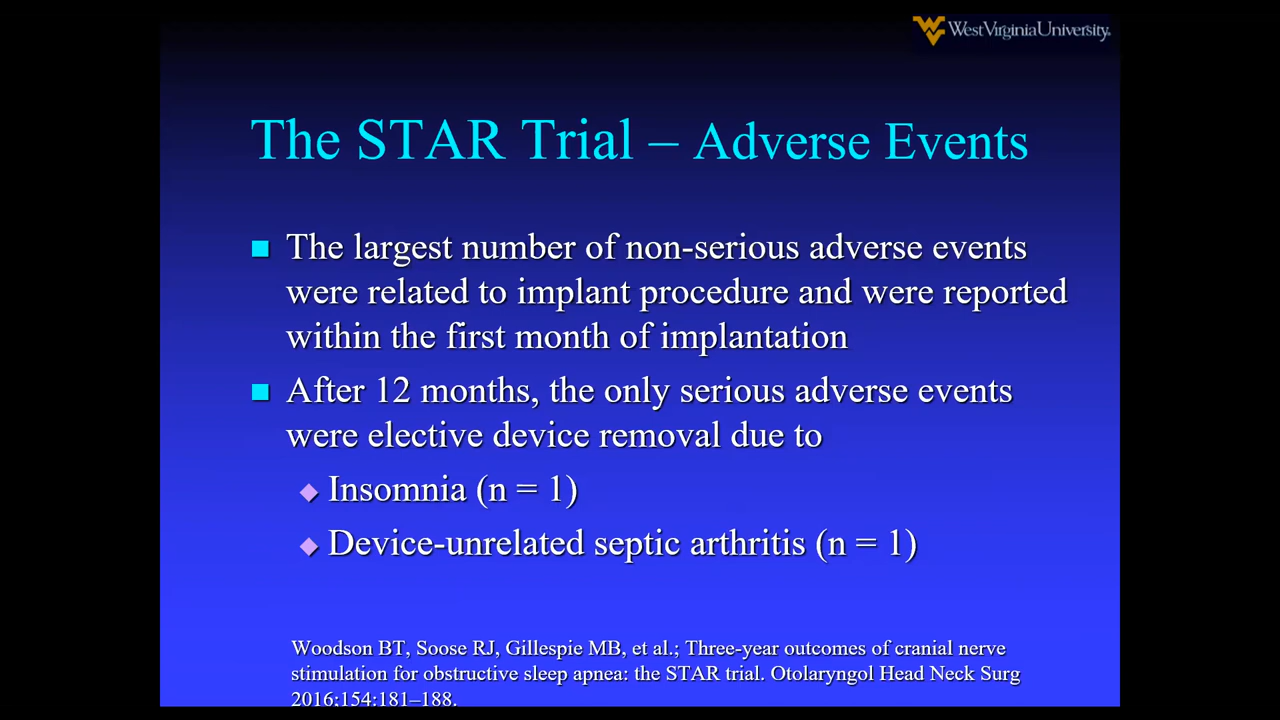 WestVirginiaUniversity.
The STAR Trial – Adverse Events
The largest number of non-serious adverse events
were related to implant procedure and were reported
within the first month of implantation
After 12 months, the only serious adverse events
were elective device removal due to
Insomnia (n = 1)
Device-unrelated septic arthritis (n = 1)
Woodson BT, Soose RJ, Gillespie MB, et al.; Three-year outcomes of cranial nerve
stimulation for obstructive sleep apnea: the STAR trial. Otolaryngol Head Neck Surg
2016;154:181–188.